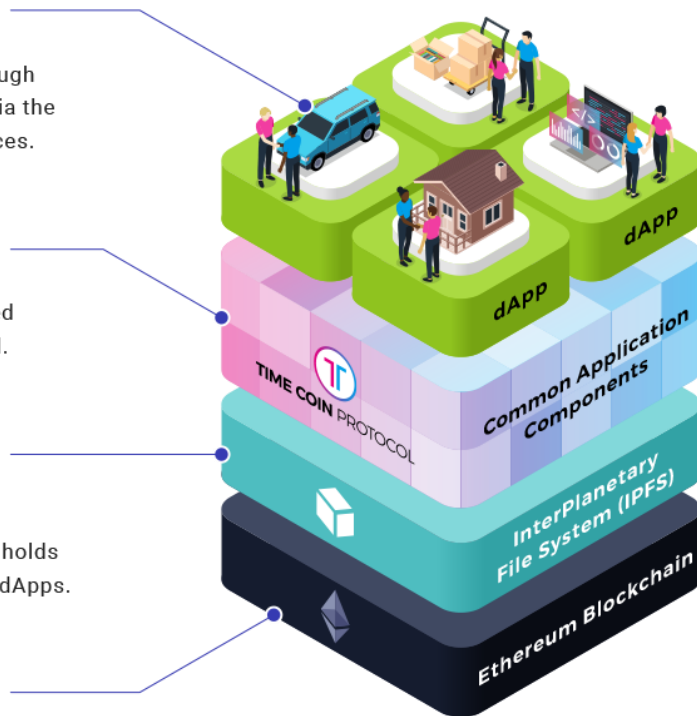 ugh
ia the
ces.
ed
.
holds
dApps.
dApp
dApp
TIME COIN PROTOCOL
Common Application
Components
InterPlanetary
File System (IPFS)
Ethereum Blockchain